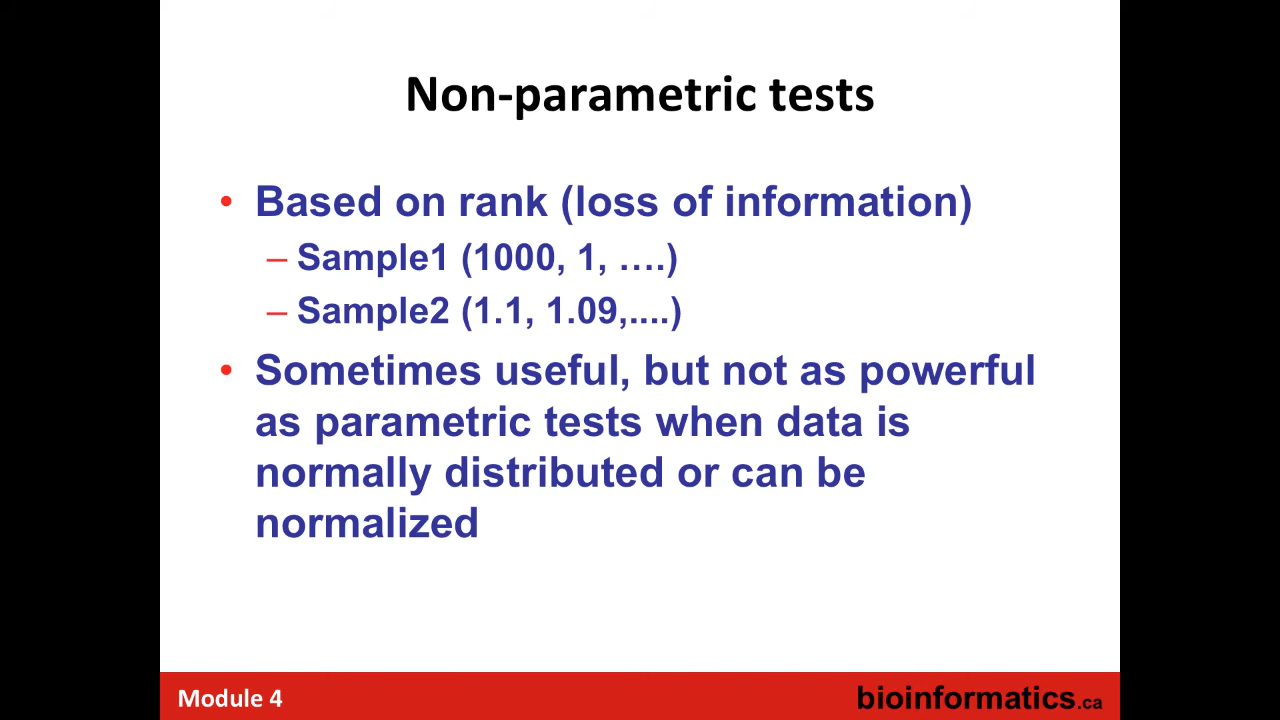 Non-parametric tests
• Based on rank (loss of information)
– Sample1 (1000, 1, ….)
– Sample2 (1.1, 1.09,....)
• Sometimes useful, but not as powerful
as parametric tests when data is
normally distributed or can be
normalized
Module 4
bioinformatics.ca